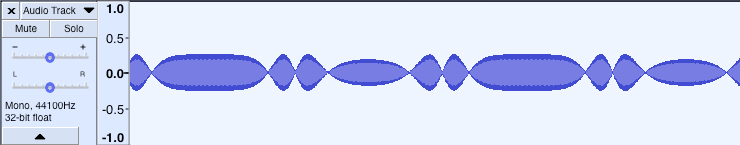 Audio Track
Mute Solo
- +
L R
Mono, 44100Hz
32-bit float
1.0
0.5
0.0
-0.5
-1.0